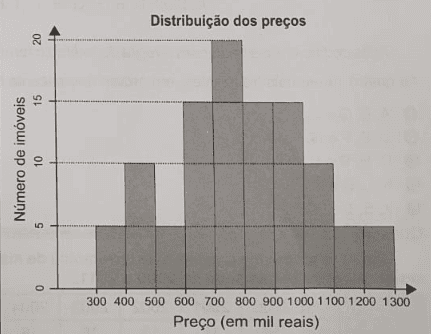 Distribuição dos preços
Número de imóveis
20
15
10
5
0
300 400 500 600 700 800 900 1000 1100 1200 1300
Preço (em mil reais)